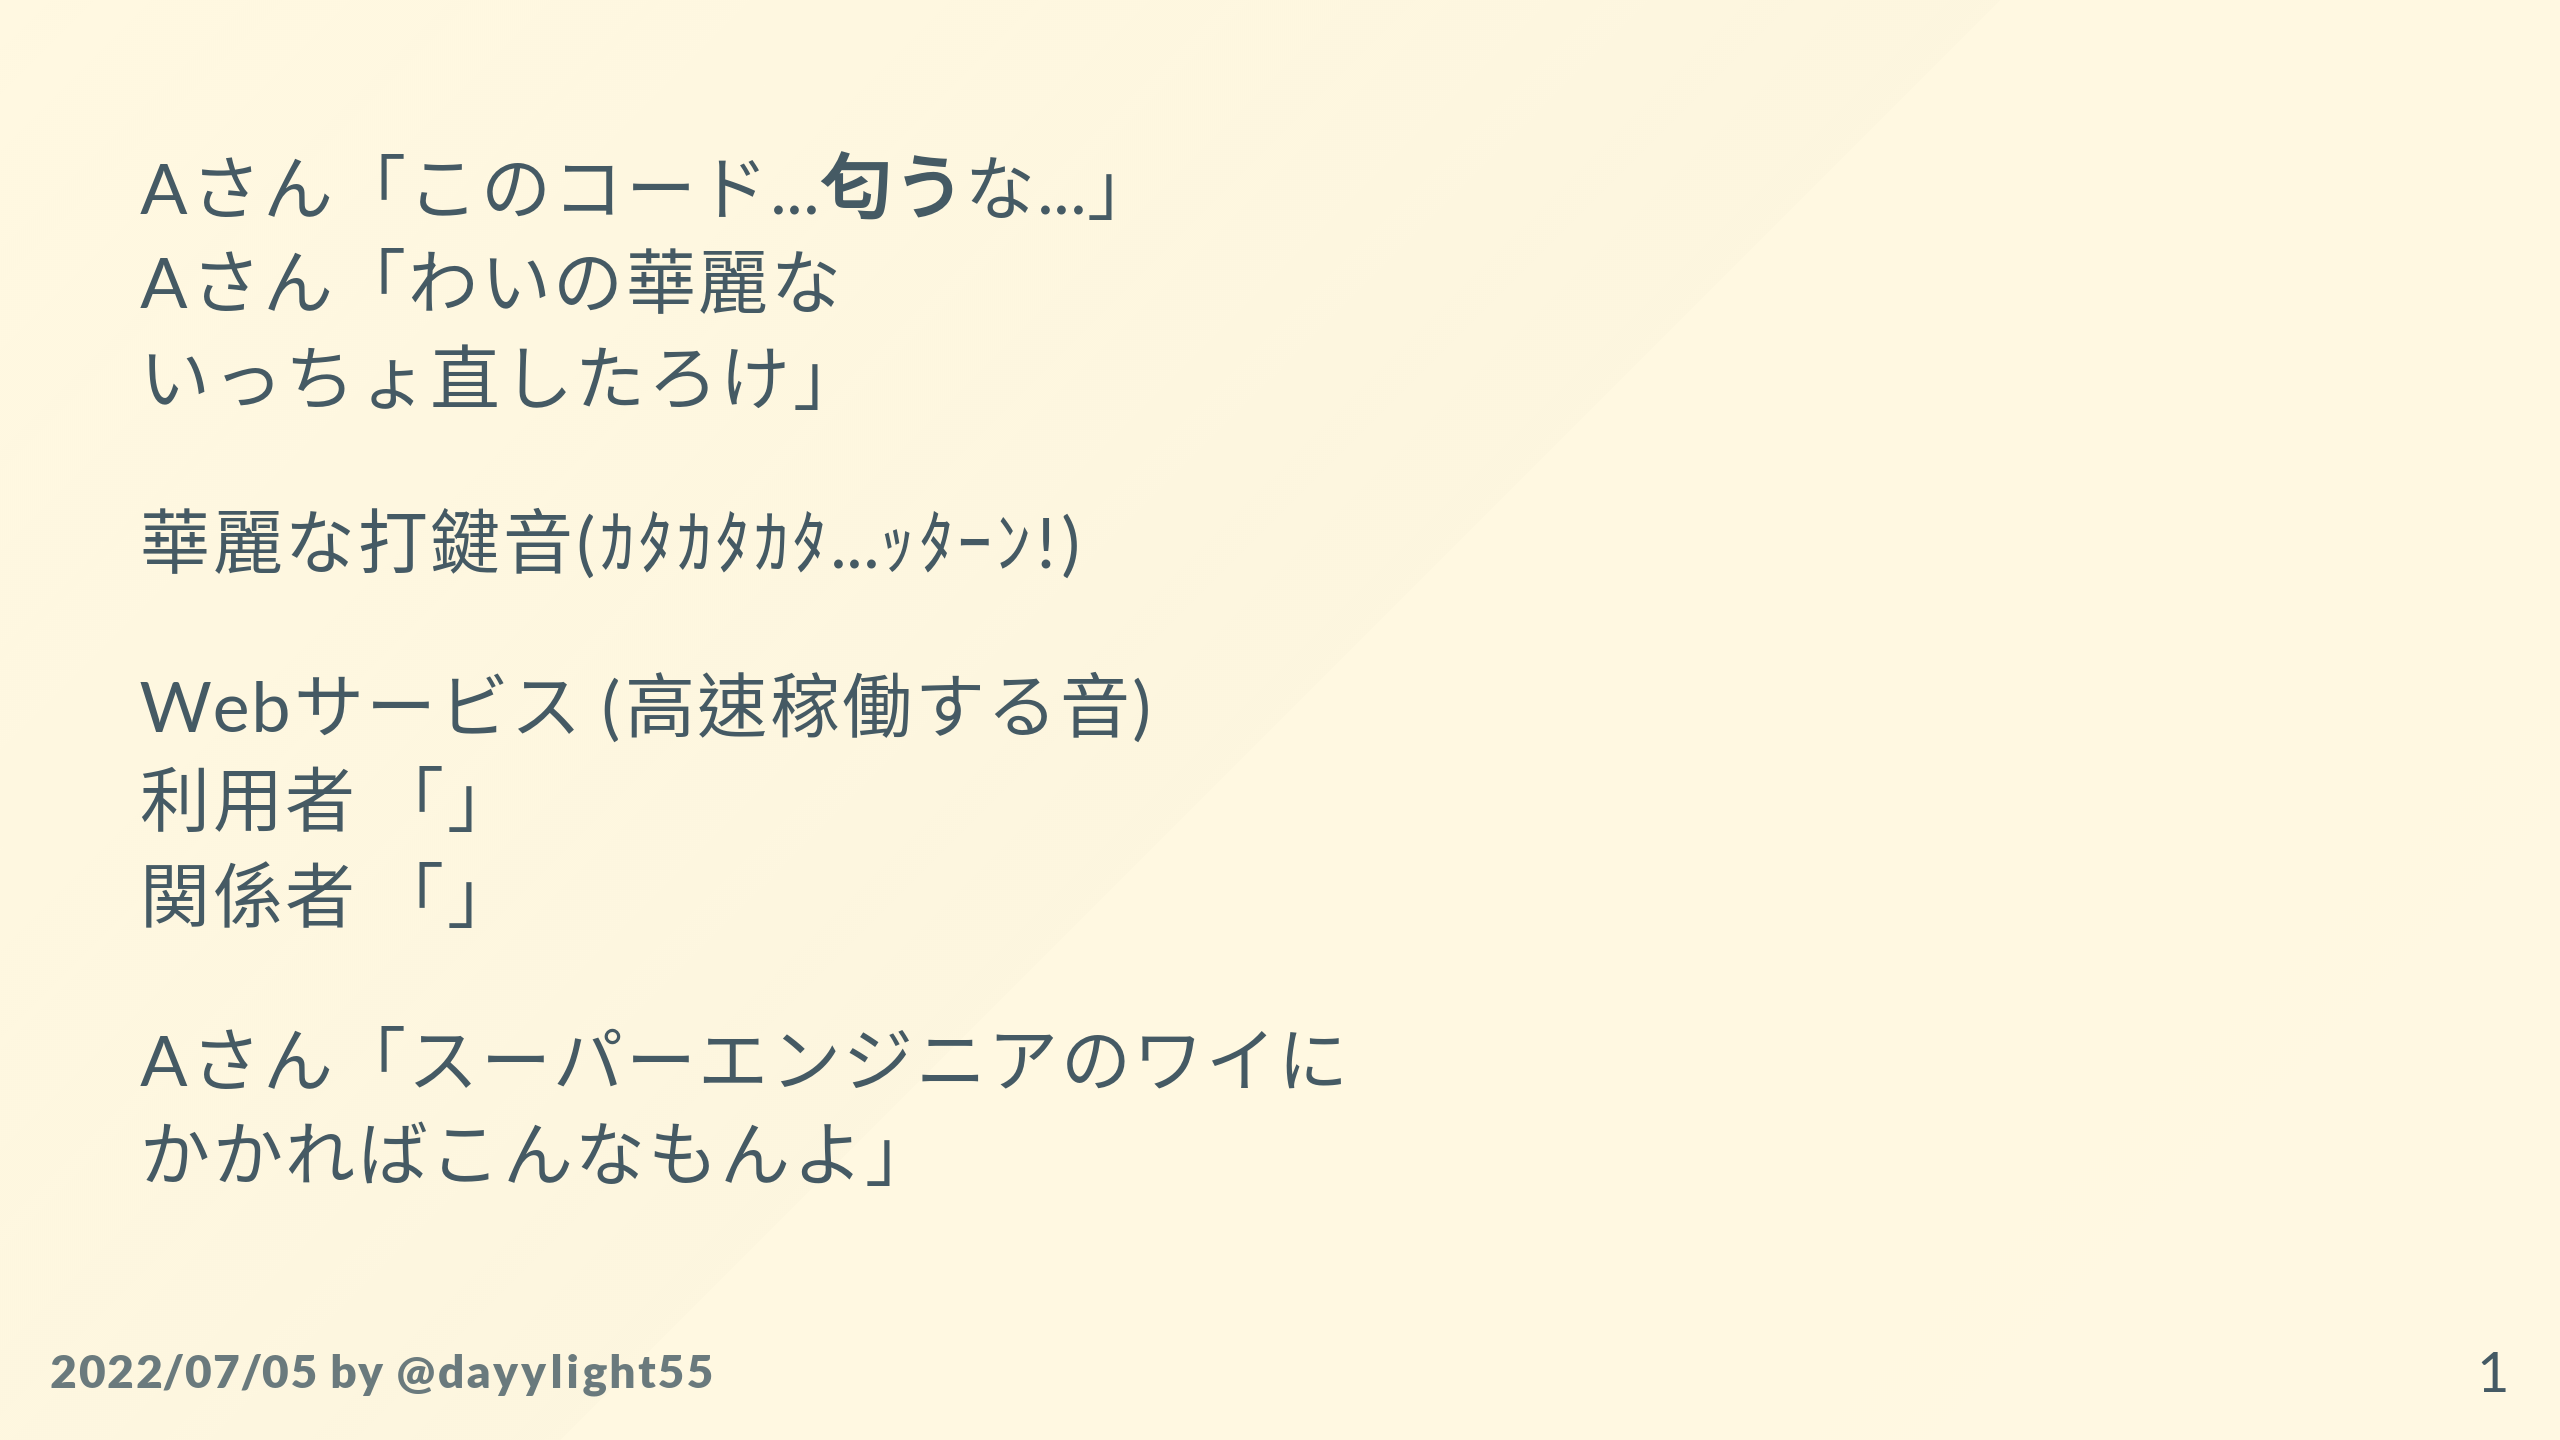 Aさん「このコード...匂うな...」
Aさん「わいの華麗な
いっちょ直したろけ」
華麗な打鍵音(ｶﾀｶﾀｶﾀ...ｯﾀｰﾝ!)
Webサービス (高速稼働する音)
利用者 「」
関係者 「」
Aさん「スーパーエンジニアのワイに
かかればこんなもんよ」
2022/07/05 by @dayylight55
1